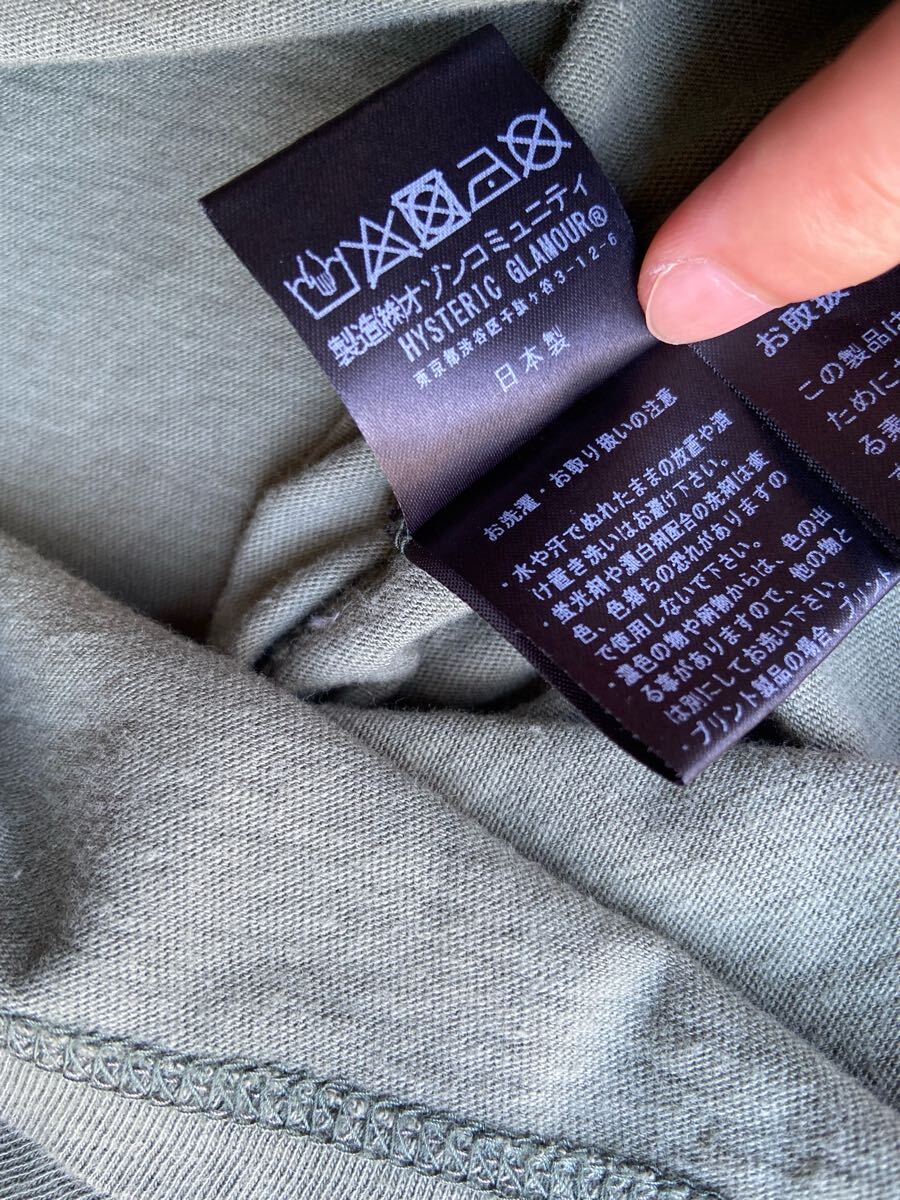 製造㈱オゾンコミュニティ
HYSTERIC GLAMOUR®
東京都渋谷区千駄ヶ谷3-12-6
日本製
お洗濯・お取り扱いの注意
・水や汗でぬれたままの放置や漬
け置き洗いはお避け下さい。
・蛍光剤や漂白剤配合の洗剤は変
色、色落ちの恐れがありますの
で使用しないで下さい。
・濃色の物や柄物からは、色の出
る事がありますので、他の物と
は別にしてお洗い下さい。
・プリント製品の場合、プリント
お取扱
この製品は
ために
る素